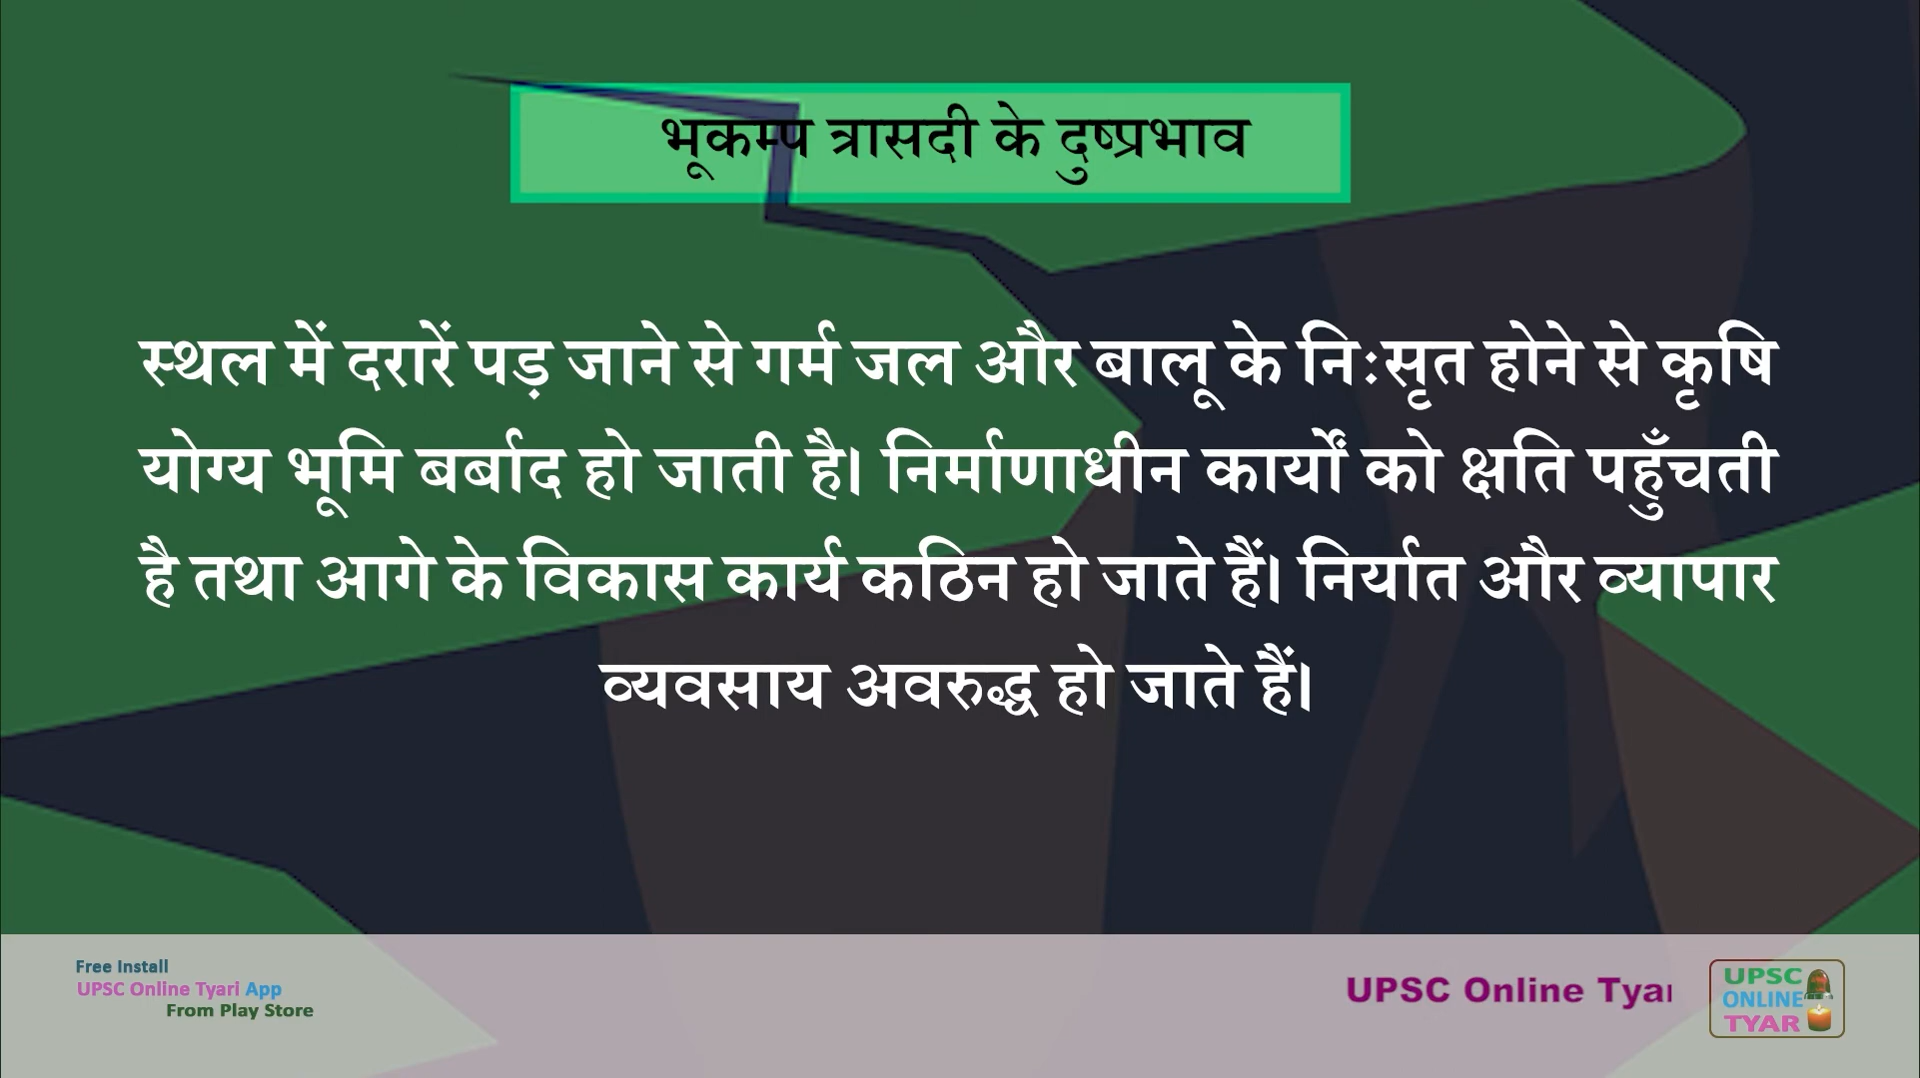 भूकम्प त्रासदी के दुष्प्रभाव
स्थल में दरारें पड़ जाने से गर्म जल और बालू के निःसृत होने से कृषि
योग्य भूमि बर्बाद हो जाती है। निर्माणाधीन कार्यों को क्षति पहुँचती
है तथा आगे के विकास कार्य कठिन हो जाते हैं। निर्यात और व्यापार
व्यवसाय अवरुद्ध हो जाते हैं।
Free Install
UPSC Online Tyari App
From Play Store
UPSC Online Tyar
UPSC
ONLINE
TYAR